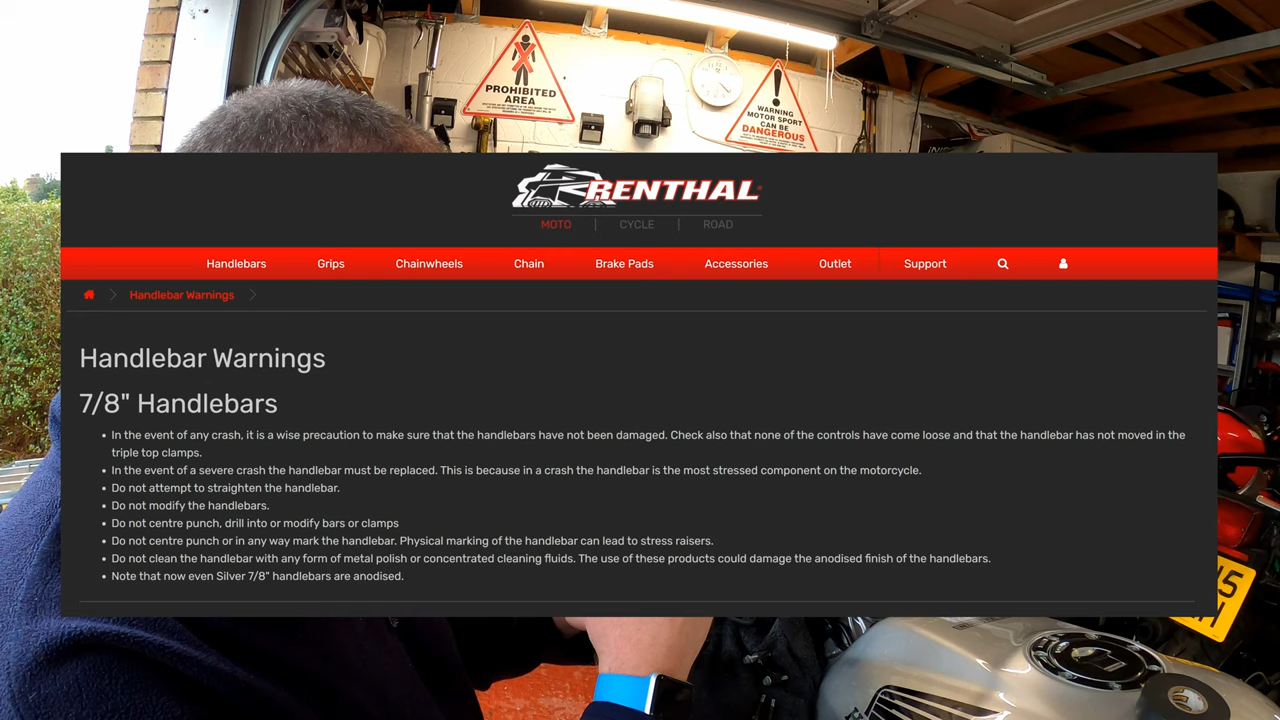 PROHIBITED
AREA
WARNING
MOTOR SPORT
CAN BE
DANGEROUS
RENTHAL
MOTO | CYCLE | ROAD
Handlebars Grips Chainwheels Chain Brake Pads Accessories Outlet Support
Handlebar Warnings
Handlebar Warnings
7/8" Handlebars
• In the event of any crash, it is a wise precaution to make sure that the handlebars have not been damaged. Check also that none of the controls have come loose and that the handlebar has not moved in the
triple top clamps.
• In the event of a severe crash the handlebar must be replaced. This is because in a crash the handlebar is the most stressed component on the motorcycle.
• Do not attempt to straighten the handlebar.
• Do not modify the handlebars.
• Do not centre punch, drill into or modify bars or clamps
• Do not centre punch or in any way mark the handlebar. Physical marking of the handlebar can lead to stress raisers.
• Do not clean the handlebar with any form of metal polish or concentrated cleaning fluids. The use of these products could damage the anodised finish of the handlebars.
• Note that now even Silver 7/8" handlebars are anodised.